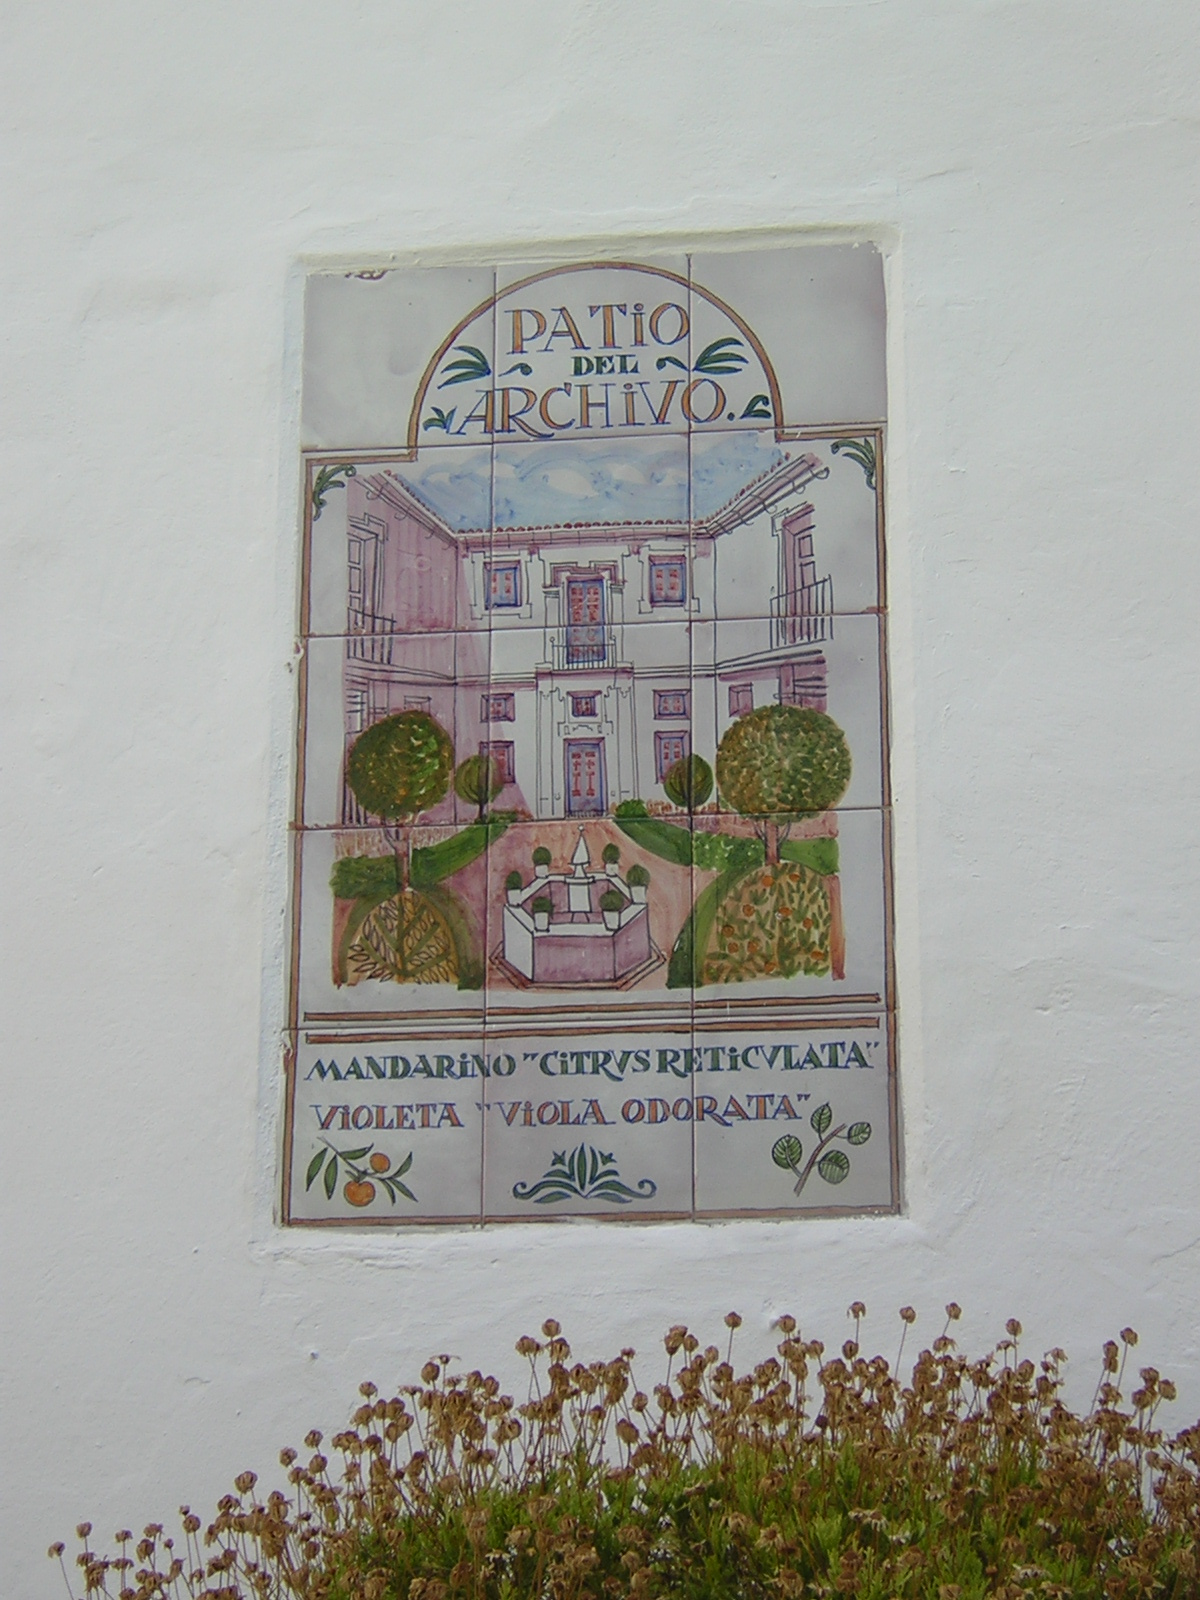 PATiO
DEL
ARCHiVO.
MANDARiNO "CiTRVS RETiCVLATA"
ViOLETA "ViOLA ODORATA"